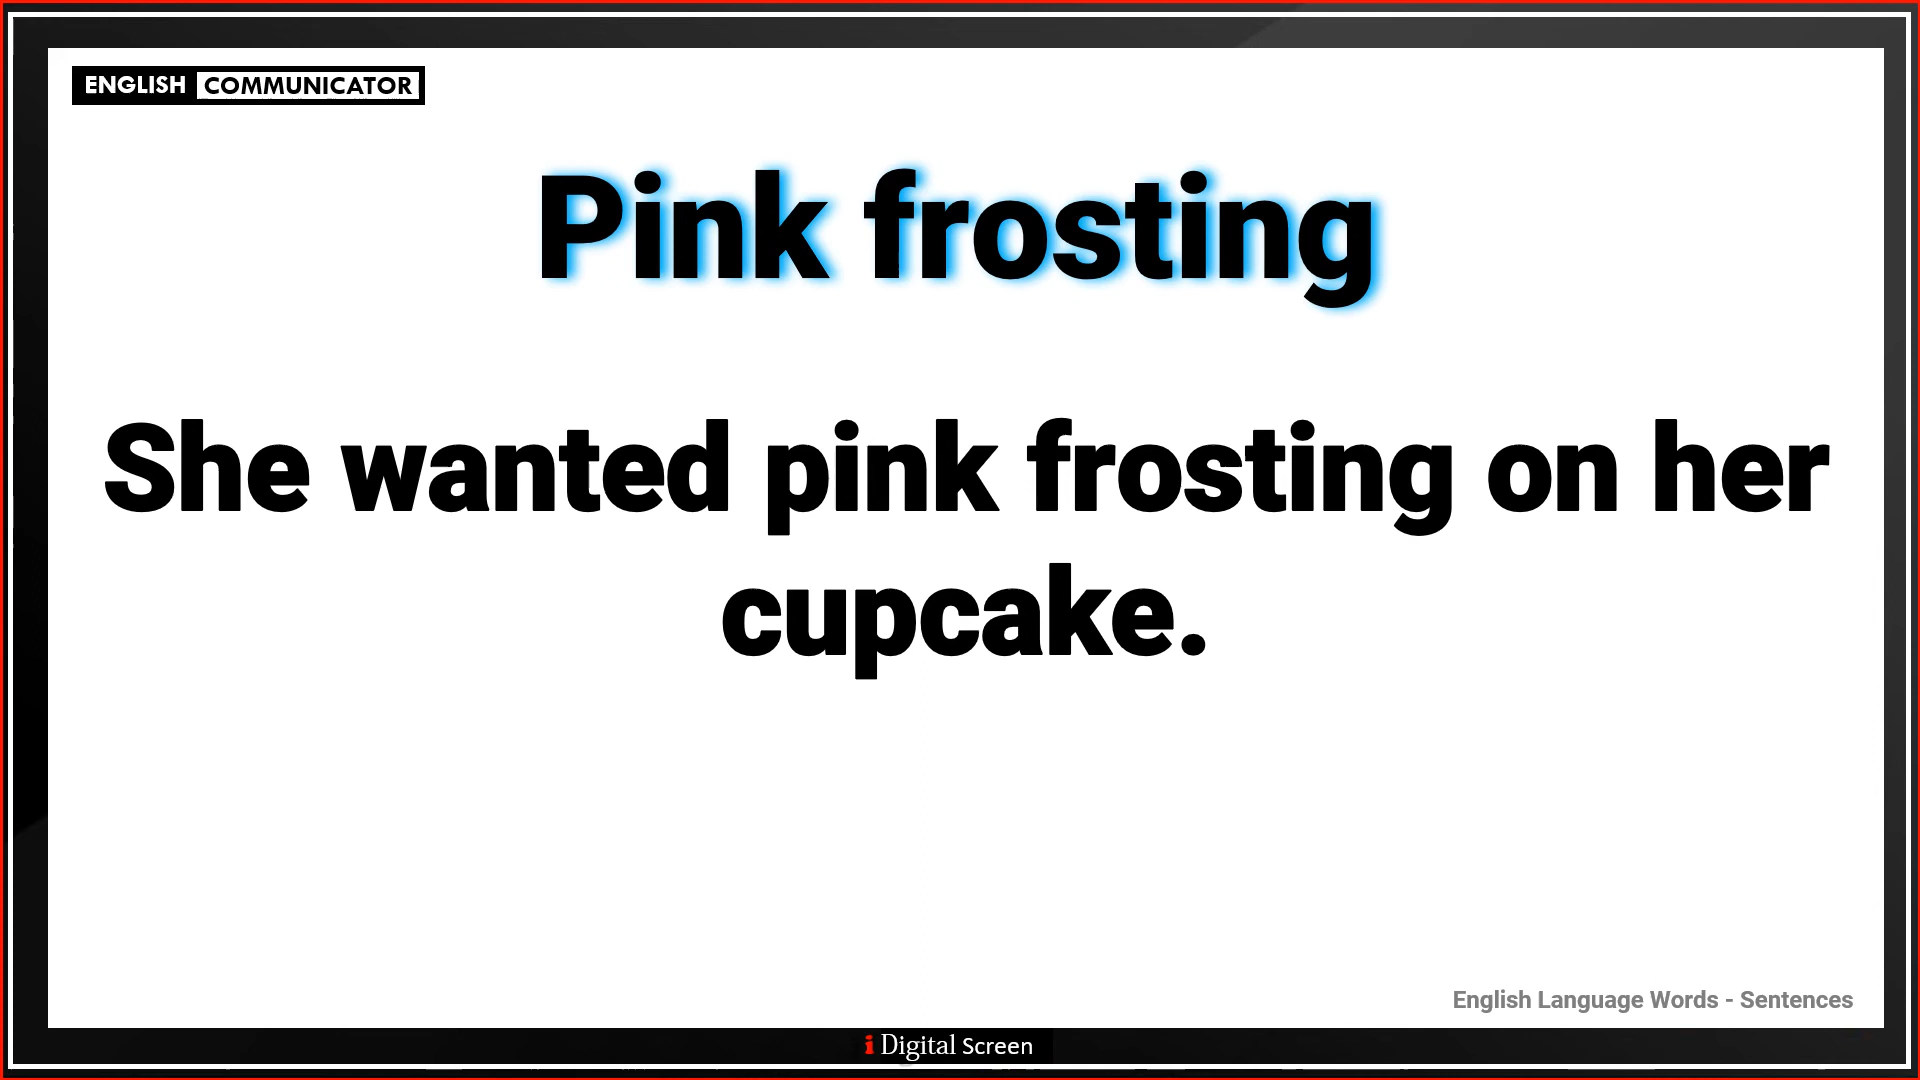 ENGLISH COMMUNICATOR
Pink frosting
She wanted pink frosting on her
cupcake.
English Language Words - Sentences
i Digital Screen